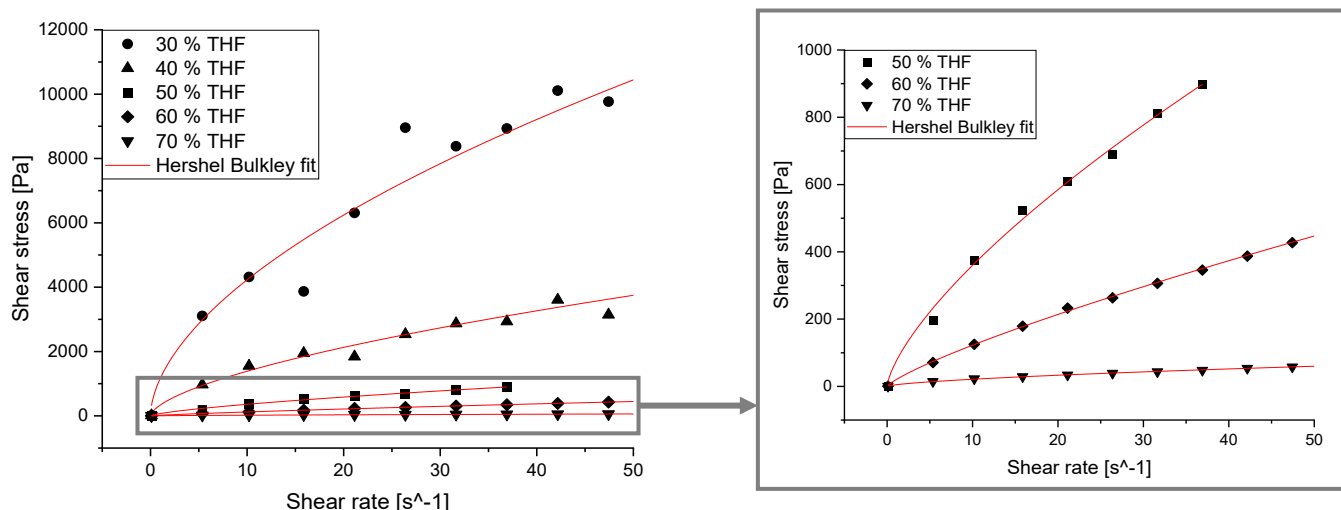 12000
10000
8000
6000
4000
2000
0
Shear stress [Pa]
30 % THF
40 % THF
50 % THF
60 % THF
70 % THF
Hershel Bulkley fit
0 10 20 30 40 50
Shear rate [s^-1]
1000
800
600
400
200
0
Shear stress [Pa]
50 % THF
60 % THF
70 % THF
Hershel Bulkley fit
0 10 20 30 40 50
Shear rate [s^-1]